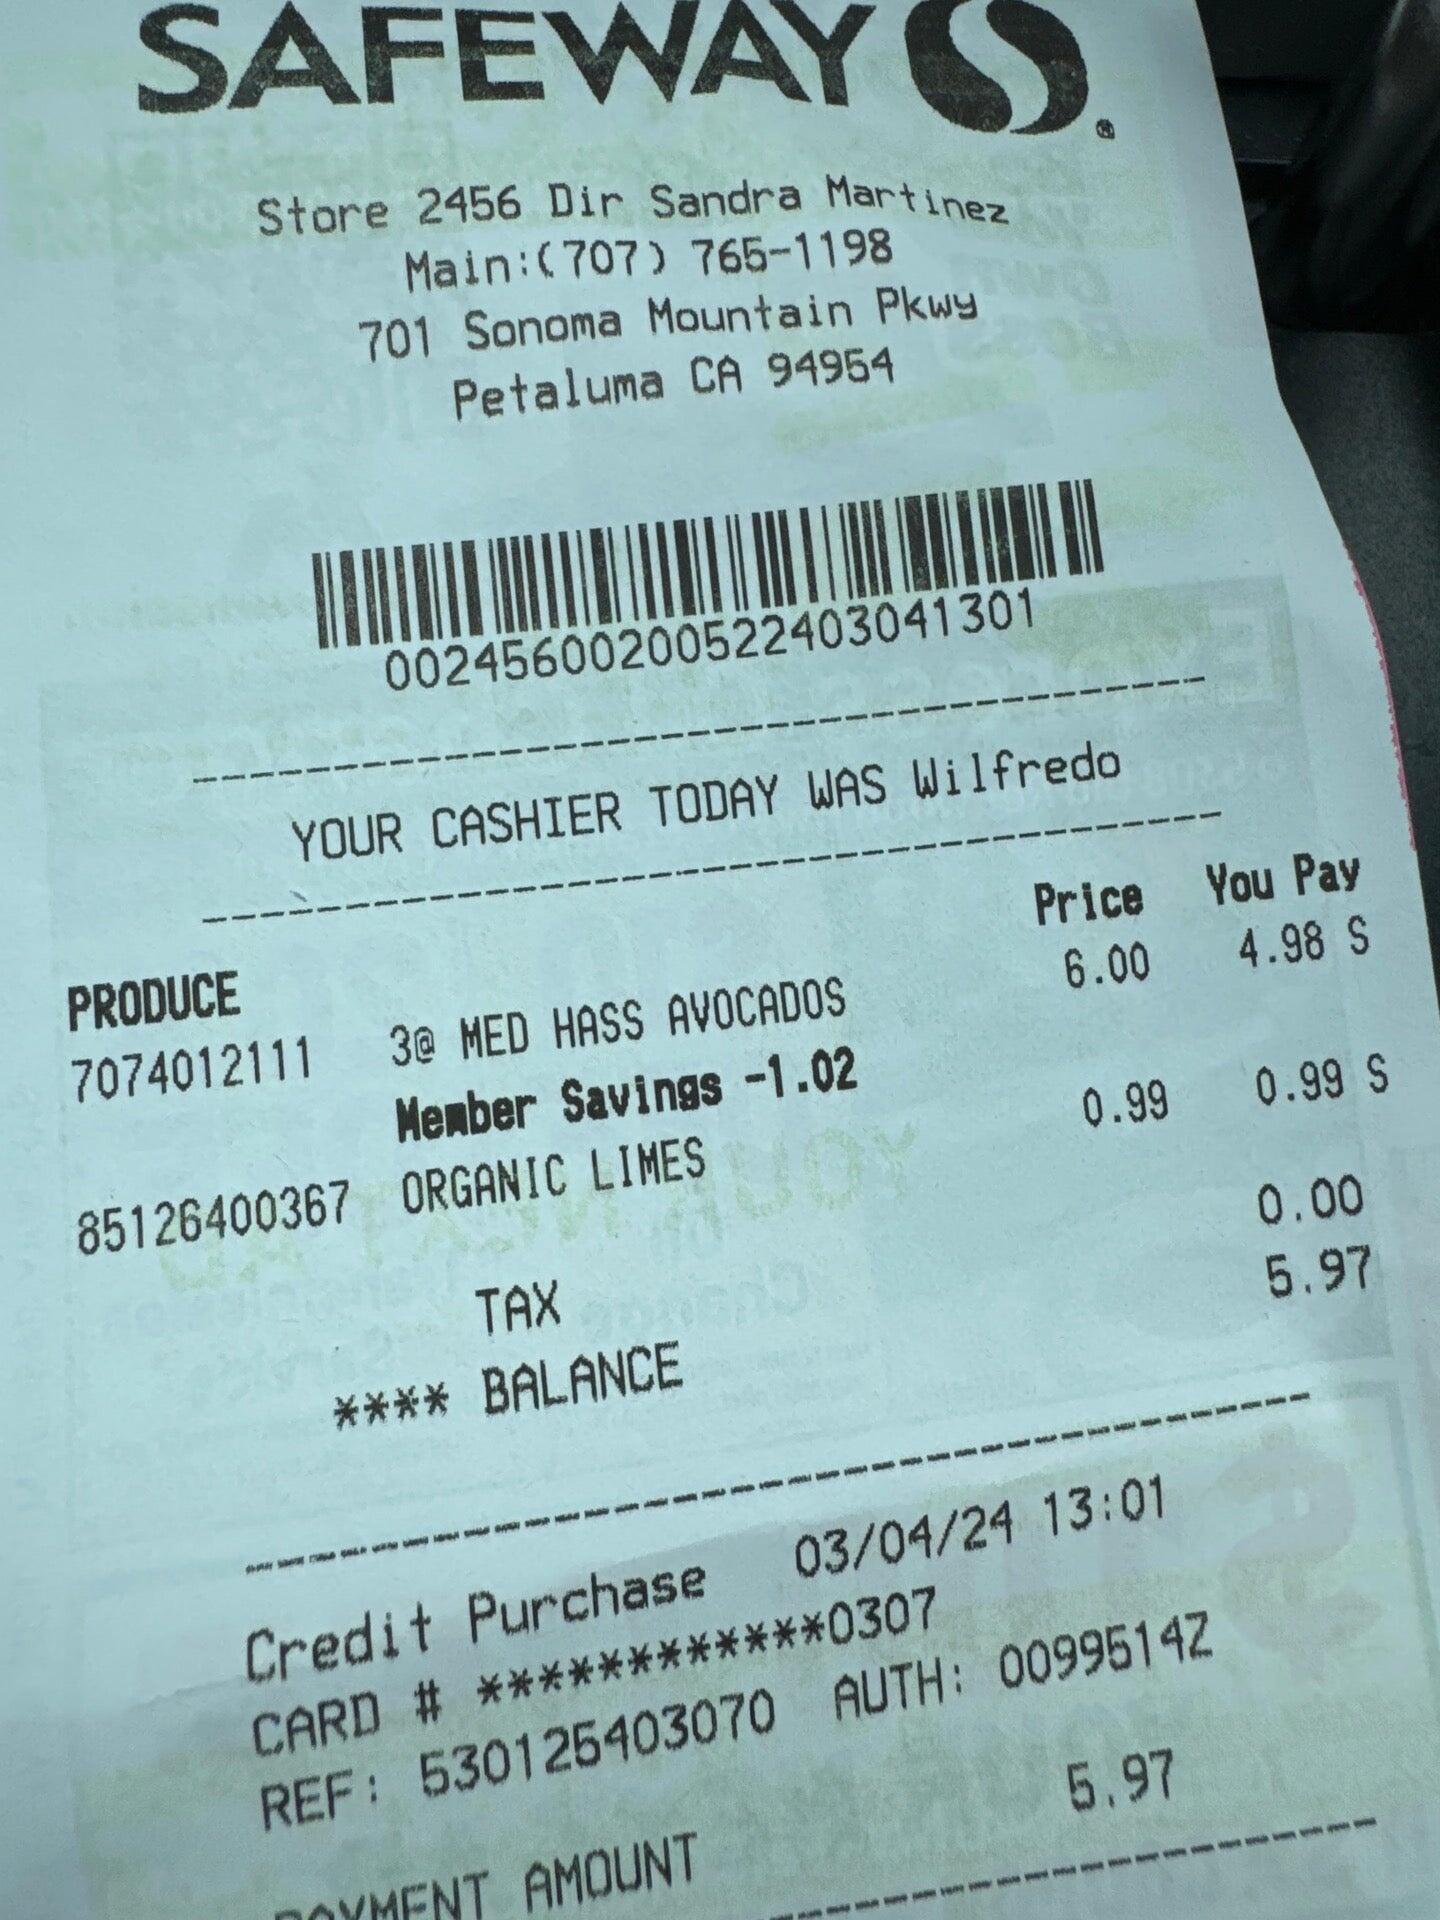 SAFEWAY ®
Store 2456 Dir Sandra Martinez
Main:(707) 765-1198
701 Sonoma Mountain Pkwy
Petaluma CA 94954
00245600200522403041301
YOUR CASHIER TODAY WAS Wilfredo
Price You Pay
PRODUCE
7074012111 3@ MED HASS AVOCADOS 6.00 4.98 S
Member Savings -1.02
85126400367 ORGANIC LIMES 0.99 0.99 S
TAX 0.00
**** BALANCE 5.97
Credit Purchase 03/04/24 13:01
CARD # ************0307
REF: 530125403070 AUTH: 0099514Z
PAYMENT AMOUNT 5.97